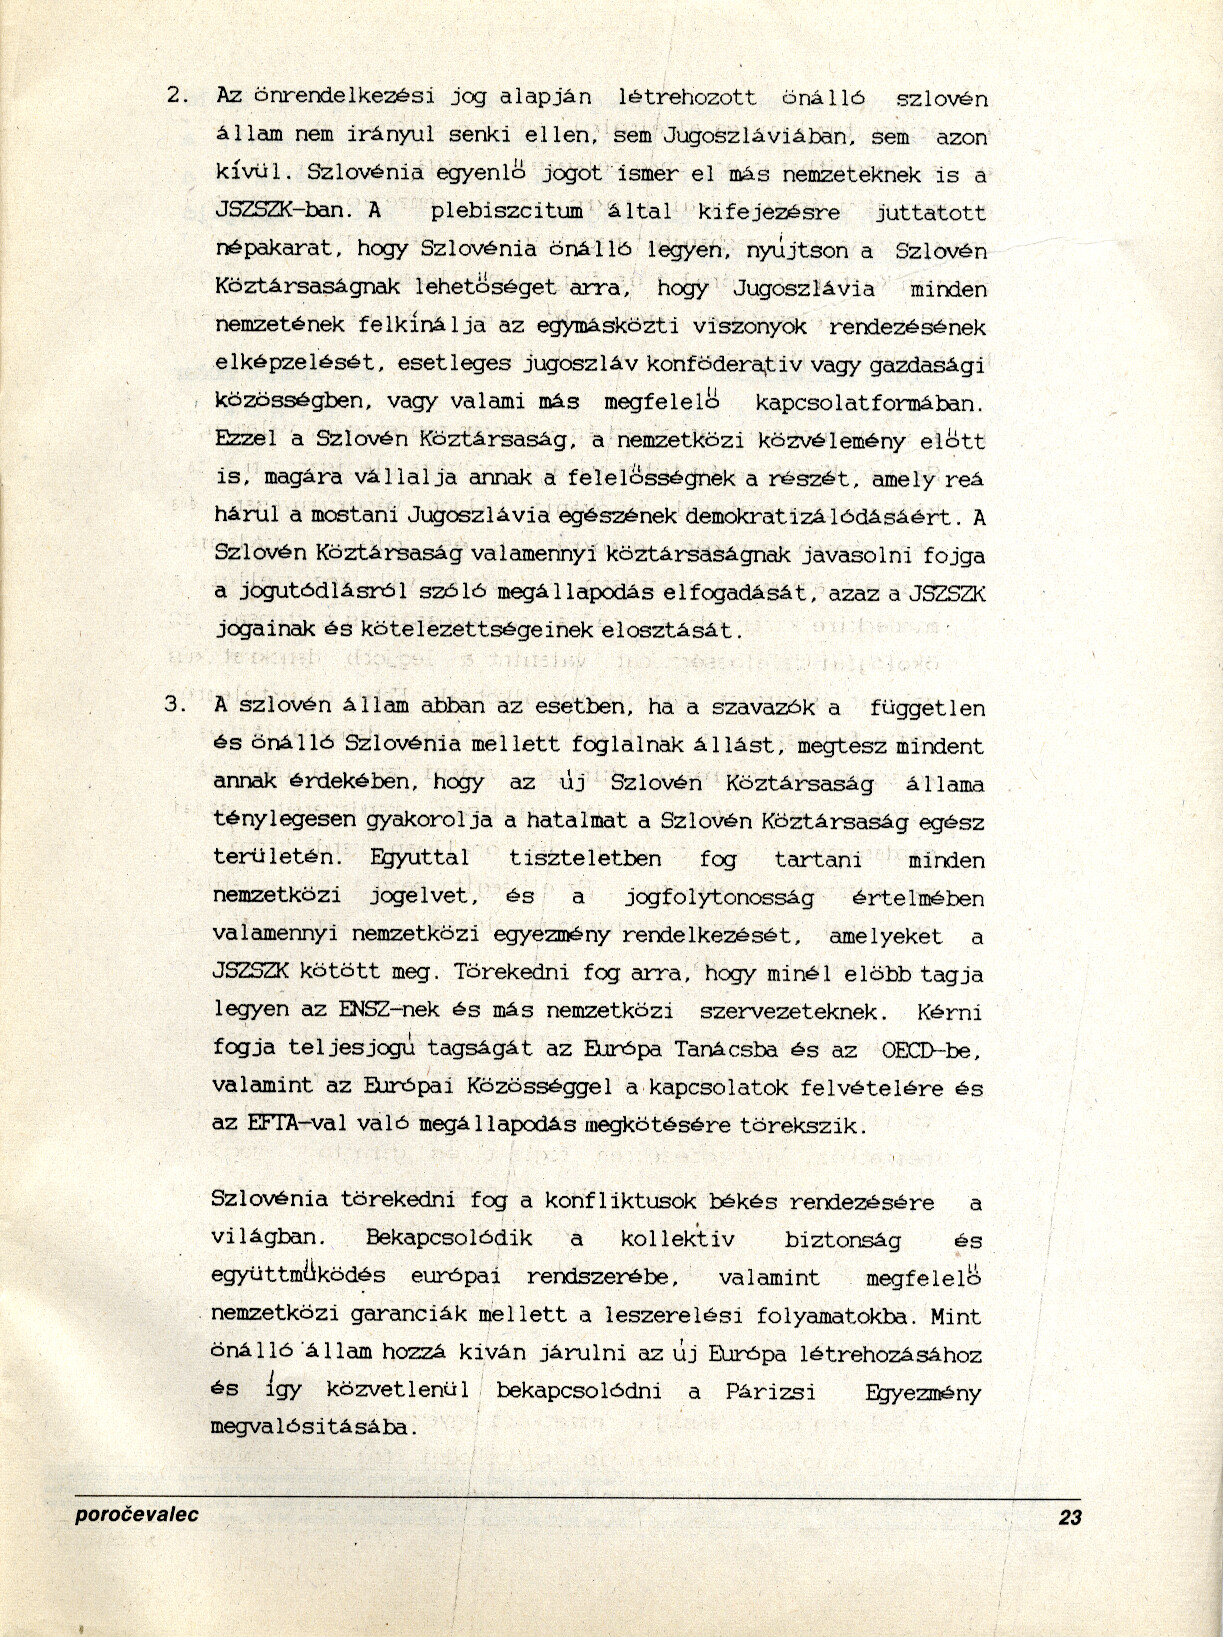 2. Az önrendelkezési jog alapján létrehozott önálló szlovén
állam nem irányul senki ellen, sem Jugoszláviában, sem azon
kívül. Szlovénia egyenlő jogot ismer el más nemzeteknek is a
JSZSZK-ban. A plebiszcitum által kifejezésre juttatott
népakarat, hogy Szlovénia önálló legyen, nyújtson a Szlovén
Köztársaságnak lehetőséget arra, hogy Jugoszlávia minden
nemzetének felkínálja az egymásközti viszonyok rendezésének
elképzelését, esetleges jugoszláv konföderativ vagy gazdasági
közösségben, vagy valami más megfelelő kapcsolatformában.
Ezzel a Szlovén Köztársaság, a nemzetközi közvélemény előtt
is, magára vállalja annak a felelősségnek a részét, amely reá
hárul a mostani Jugoszlávia egészének demokratizálódásáért. A
Szlovén Köztársaság valamennyi köztársaságnak javasolni fojga
a jogutódlásról szóló megállapodás elfogadását, azaz a JSZSZK
jogainak és kötelezettségeinek elosztását.
3. A szlovén állam abban az esetben, ha a szavazók a független
és önálló Szlovénia mellett foglalnak állást, megtesz mindent
annak érdekében, hogy az új Szlovén Köztársaság állama
ténylegesen gyakorolja a hatalmat a Szlovén Köztársaság egész
területén. Egyuttal tiszteletben fog tartani minden
nemzetközi jogelvet, és a jogfolytonosság értelmében
valamennyi nemzetközi egyezmény rendelkezését, amelyeket a
JSZSZK kötött meg. Törekedni fog arra, hogy minél elöbb tagja
legyen az ENSZ-nek és más nemzetközi szervezeteknek. Kérni
fogja teljesjogú tagságát az Európa Tanácsba és az OECD-be,
valamint az Európai Közösséggel a kapcsolatok felvételére és
az EFTA-val való megállapodás megkötésére törekszik.
Szlovénia törekedni fog a konfliktusok békés rendezésére a
világban. Bekapcsolódik a kollektiv biztonság és
együttműködés európai rendszerébe, valamint megfelelő
nemzetközi garanciák mellett a leszerelési folyamatokba. Mint
önálló állam hozzá kiván járulni az új Európa létrehozásához
és így közvetlenül bekapcsolódni a Párizsi Egyezmény
megvalósitásába.
poročevalec 23